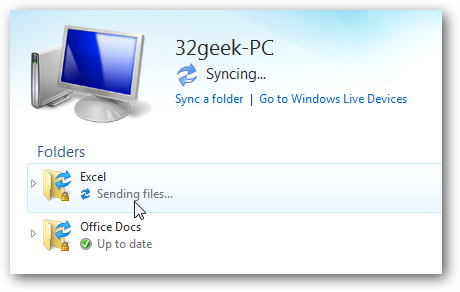 32geek-PC
Syncing...
Sync a folder | Go to Windows Live Devices
Folders
Excel
Sending files...
Office Docs
Up to date